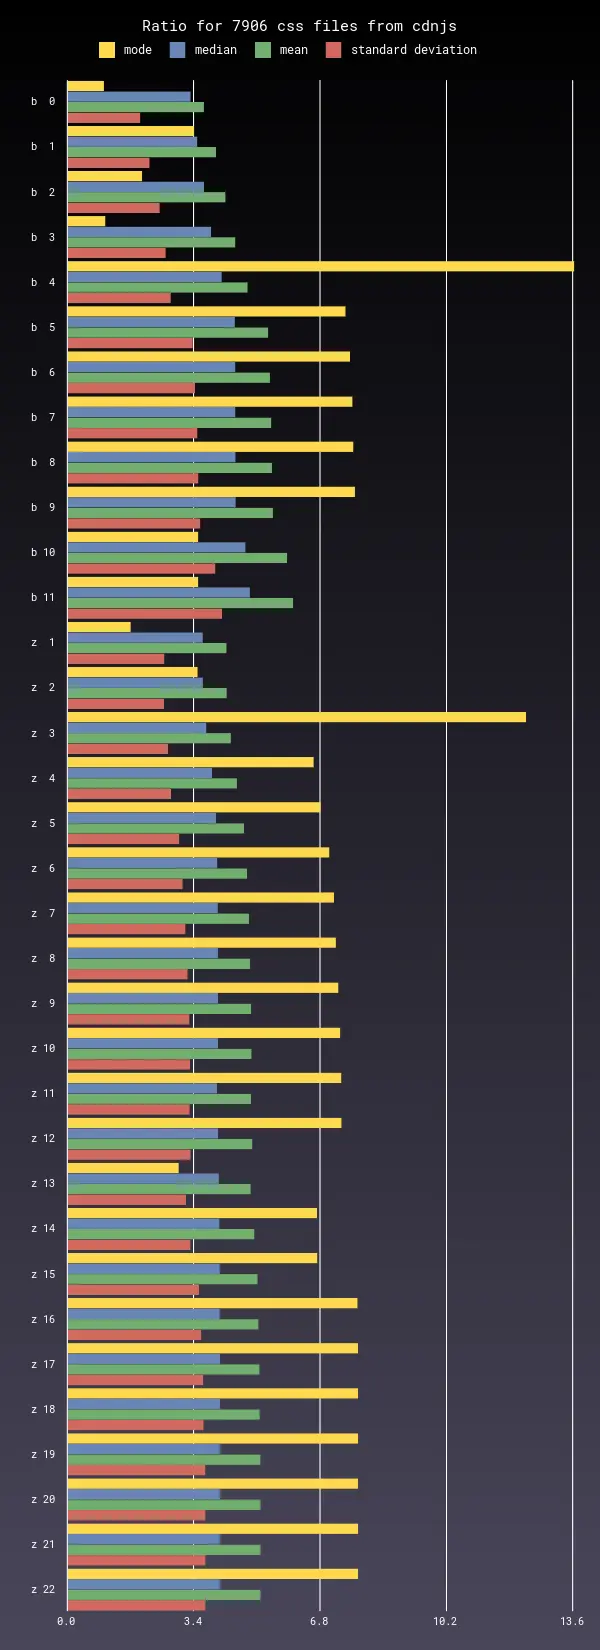 Ratio for 7906 css files from cdnjs
mode median mean standard deviation
b 0
b 1
b 2
b 3
b 4
b 5
b 6
b 7
b 8
b 9
b 10
b 11
z 1
z 2
z 3
z 4
z 5
z 6
z 7
z 8
z 9
z 10
z 11
z 12
z 13
z 14
z 15
z 16
z 17
z 18
z 19
z 20
z 21
z 22
0.0 3.4 6.8 10.2 13.6